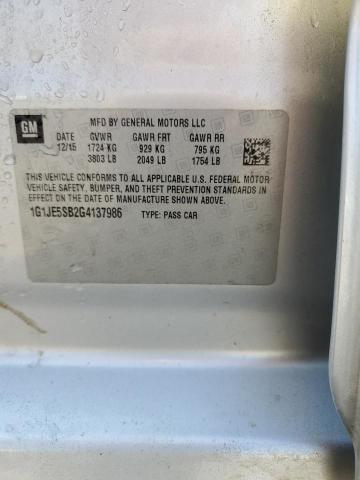 GM
MFD BY GENERAL MOTORS LLC
DATE GVWR GAWR FRT GAWR RR
12/15 1724 KG 929 KG 795 KG
3803 LB 2049 LB 1754 LB
THIS VEHICLE CONFORMS TO ALL APPLICABLE U.S. FEDERAL MOTOR
VEHICLE SAFETY, BUMPER, AND THEFT PREVENTION STANDARDS
IN EFFECT ON THE DATE OF MANUFACTURE SHOWN ABOVE.
1G1JE5SB2G4137986 TYPE: PASS CAR